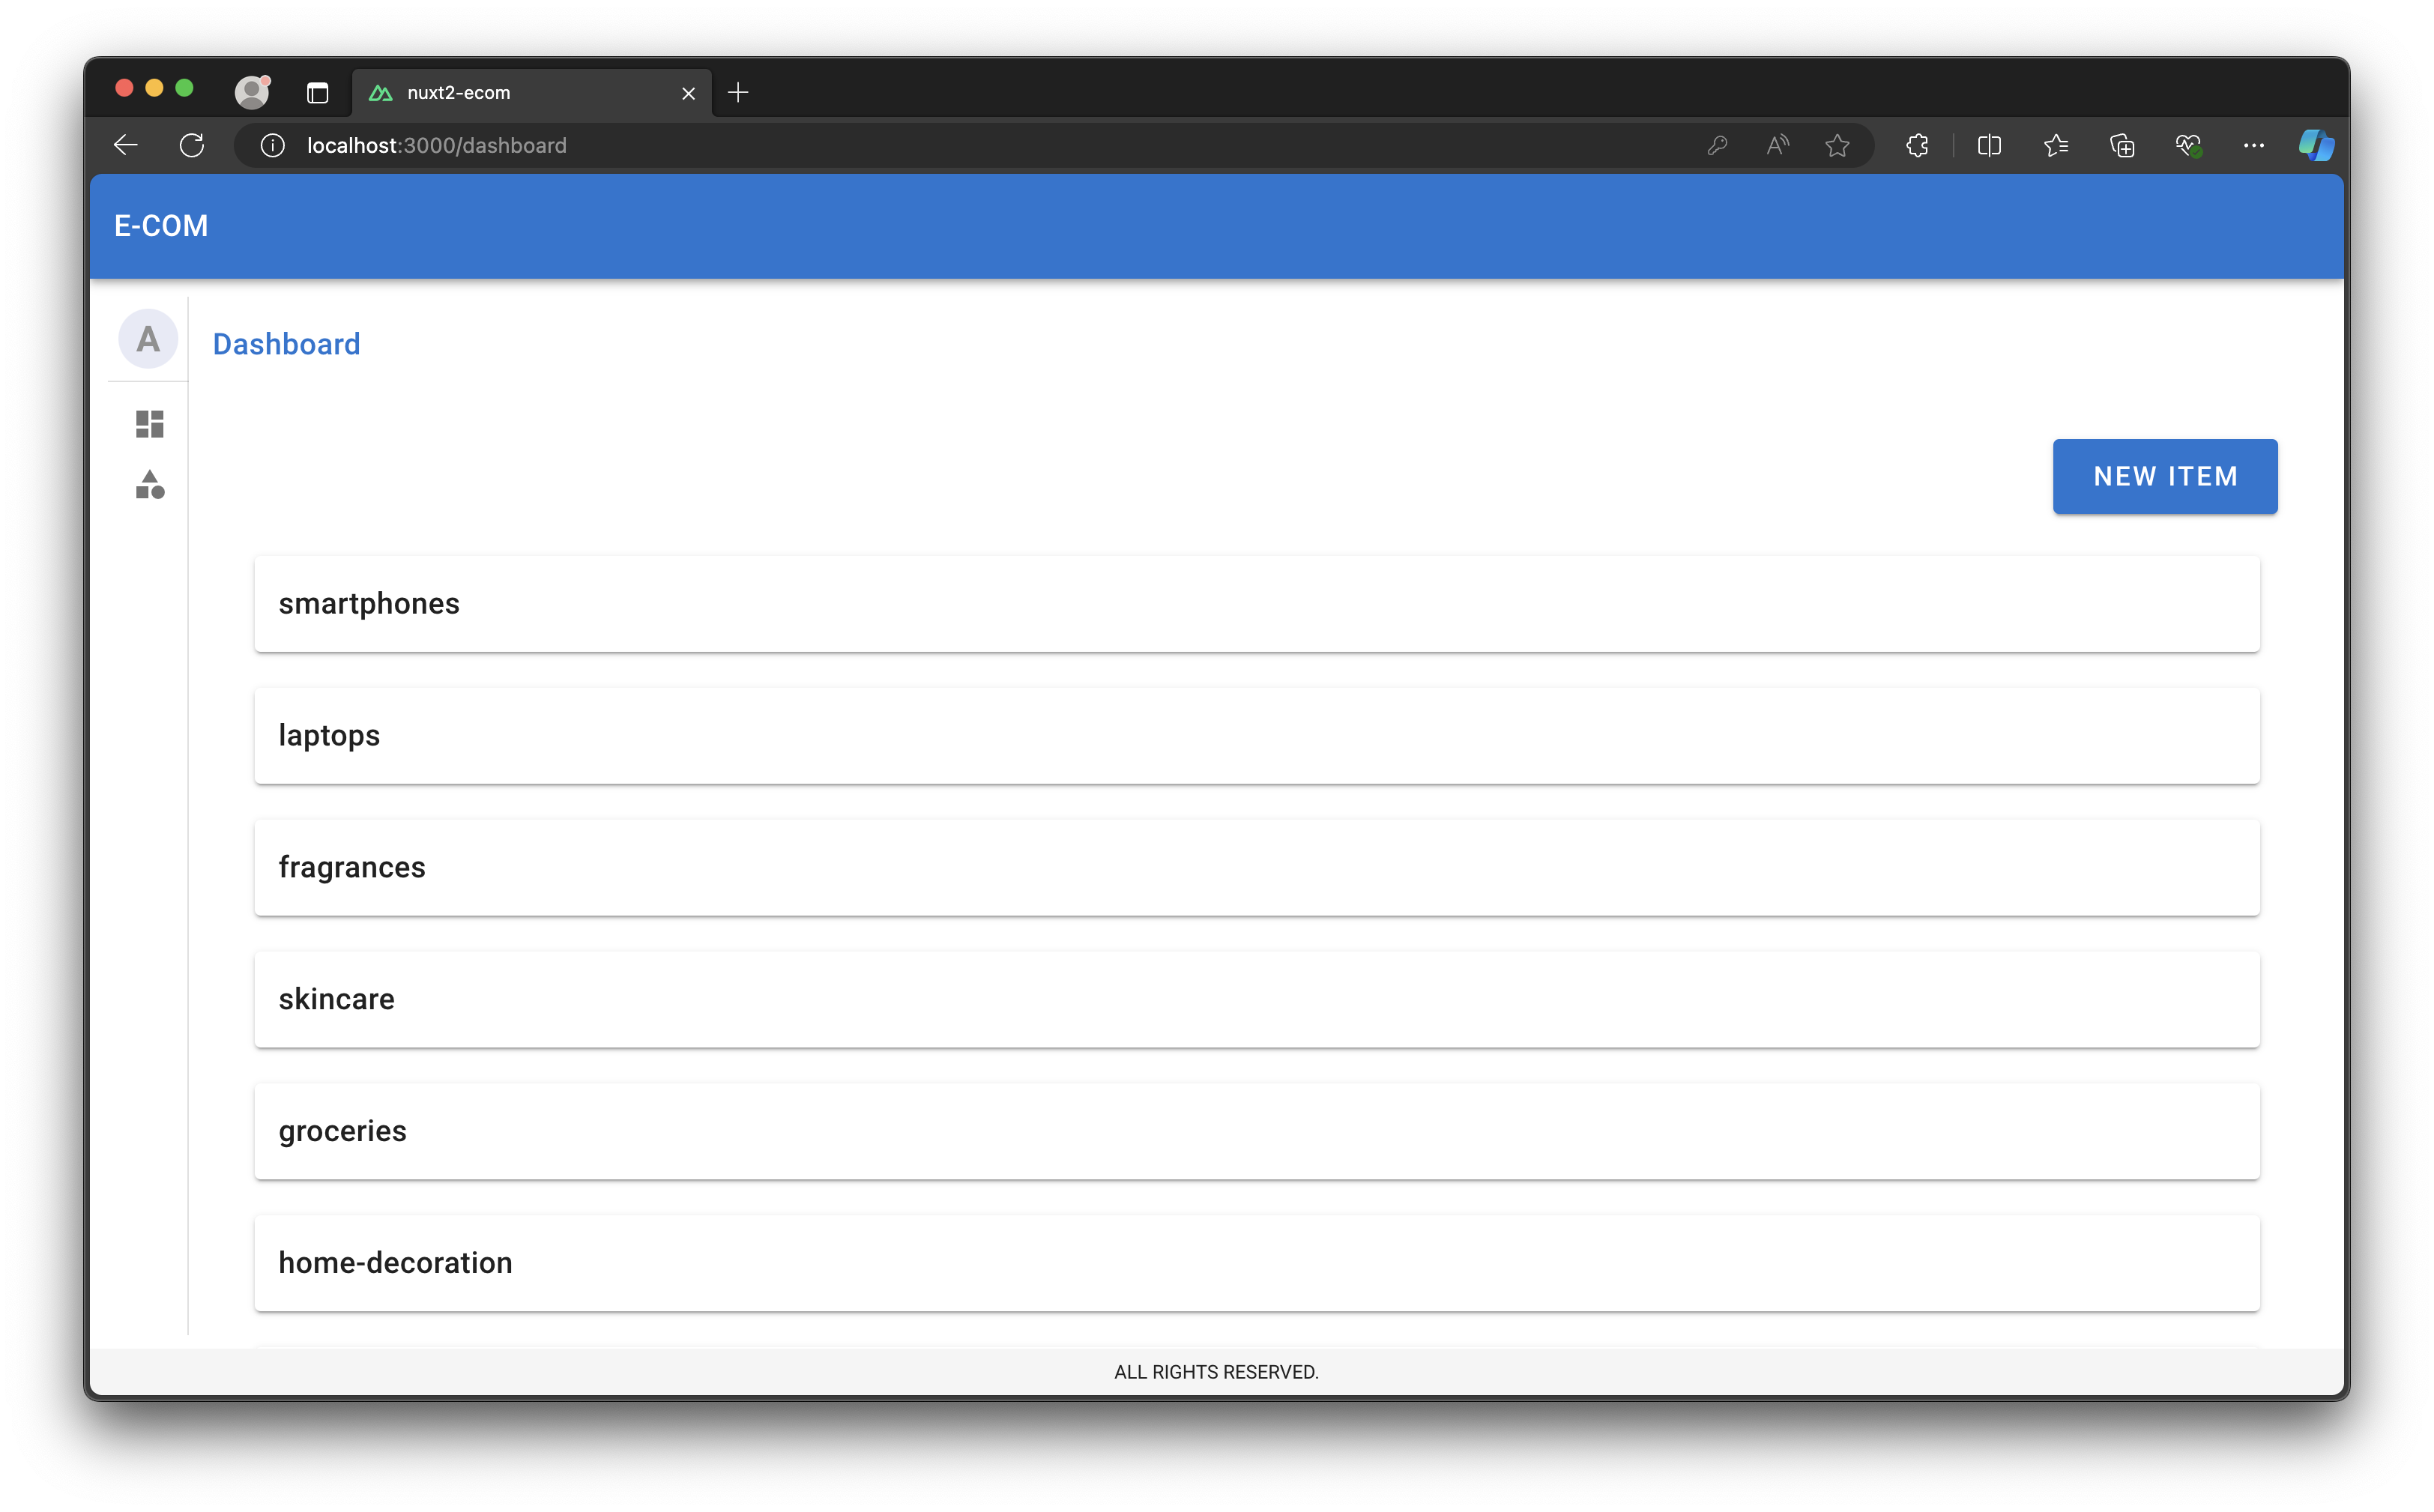 nuxt2-ecom
localhost:3000/dashboard
E-COM
A
Dashboard
NEW ITEM
smartphones
laptops
fragrances
skincare
groceries
home-decoration
ALL RIGHTS RESERVED.